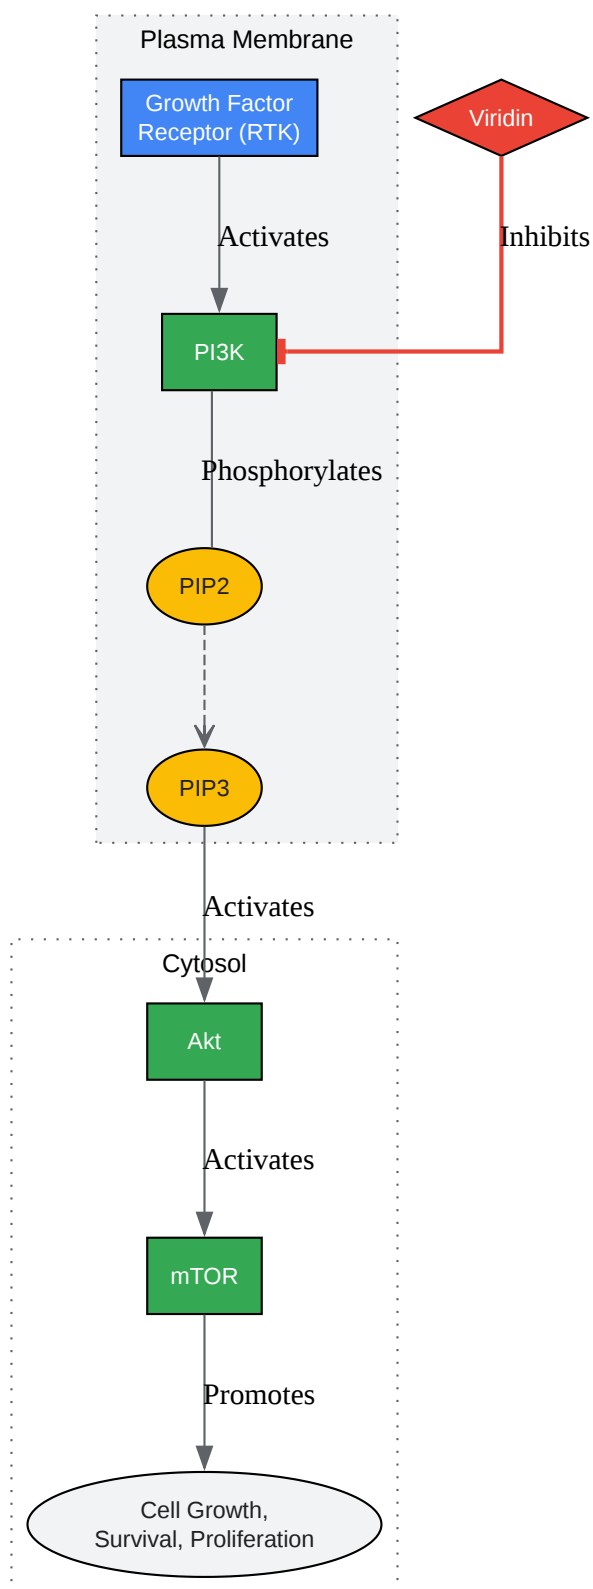 Plasma Membrane
Growth Factor
Receptor (RTK)
Viridin
Activates
Inhibits
PI3K
Phosphorylates
PIP2
PIP3
Activates
Cytosol
Akt
Activates
mTOR
Promotes
Cell Growth,
Survival, Proliferation